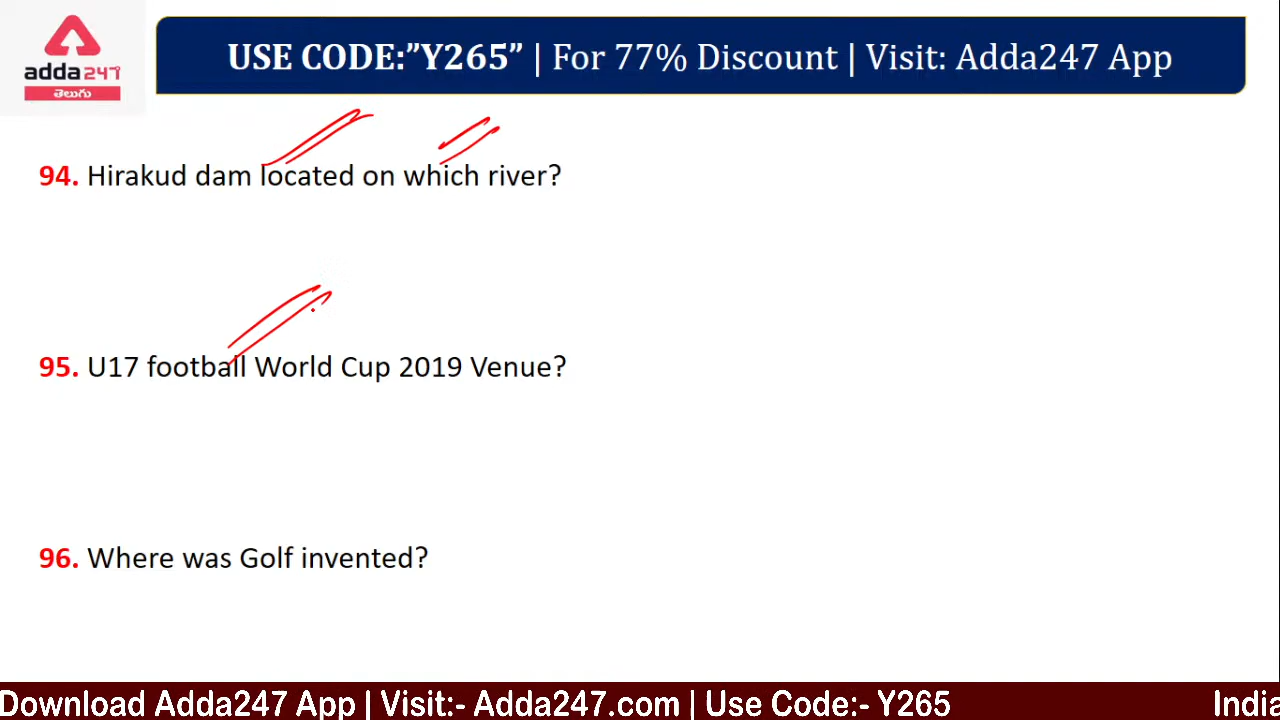 adda247
తెలుగు
USE CODE:”Y265” | For 77% Discount | Visit: Adda247 App
94. Hirakud dam located on which river?
95. U17 football World Cup 2019 Venue?
96. Where was Golf invented?
Download Adda247 App | Visit:- Adda247.com | Use Code:- Y265 India